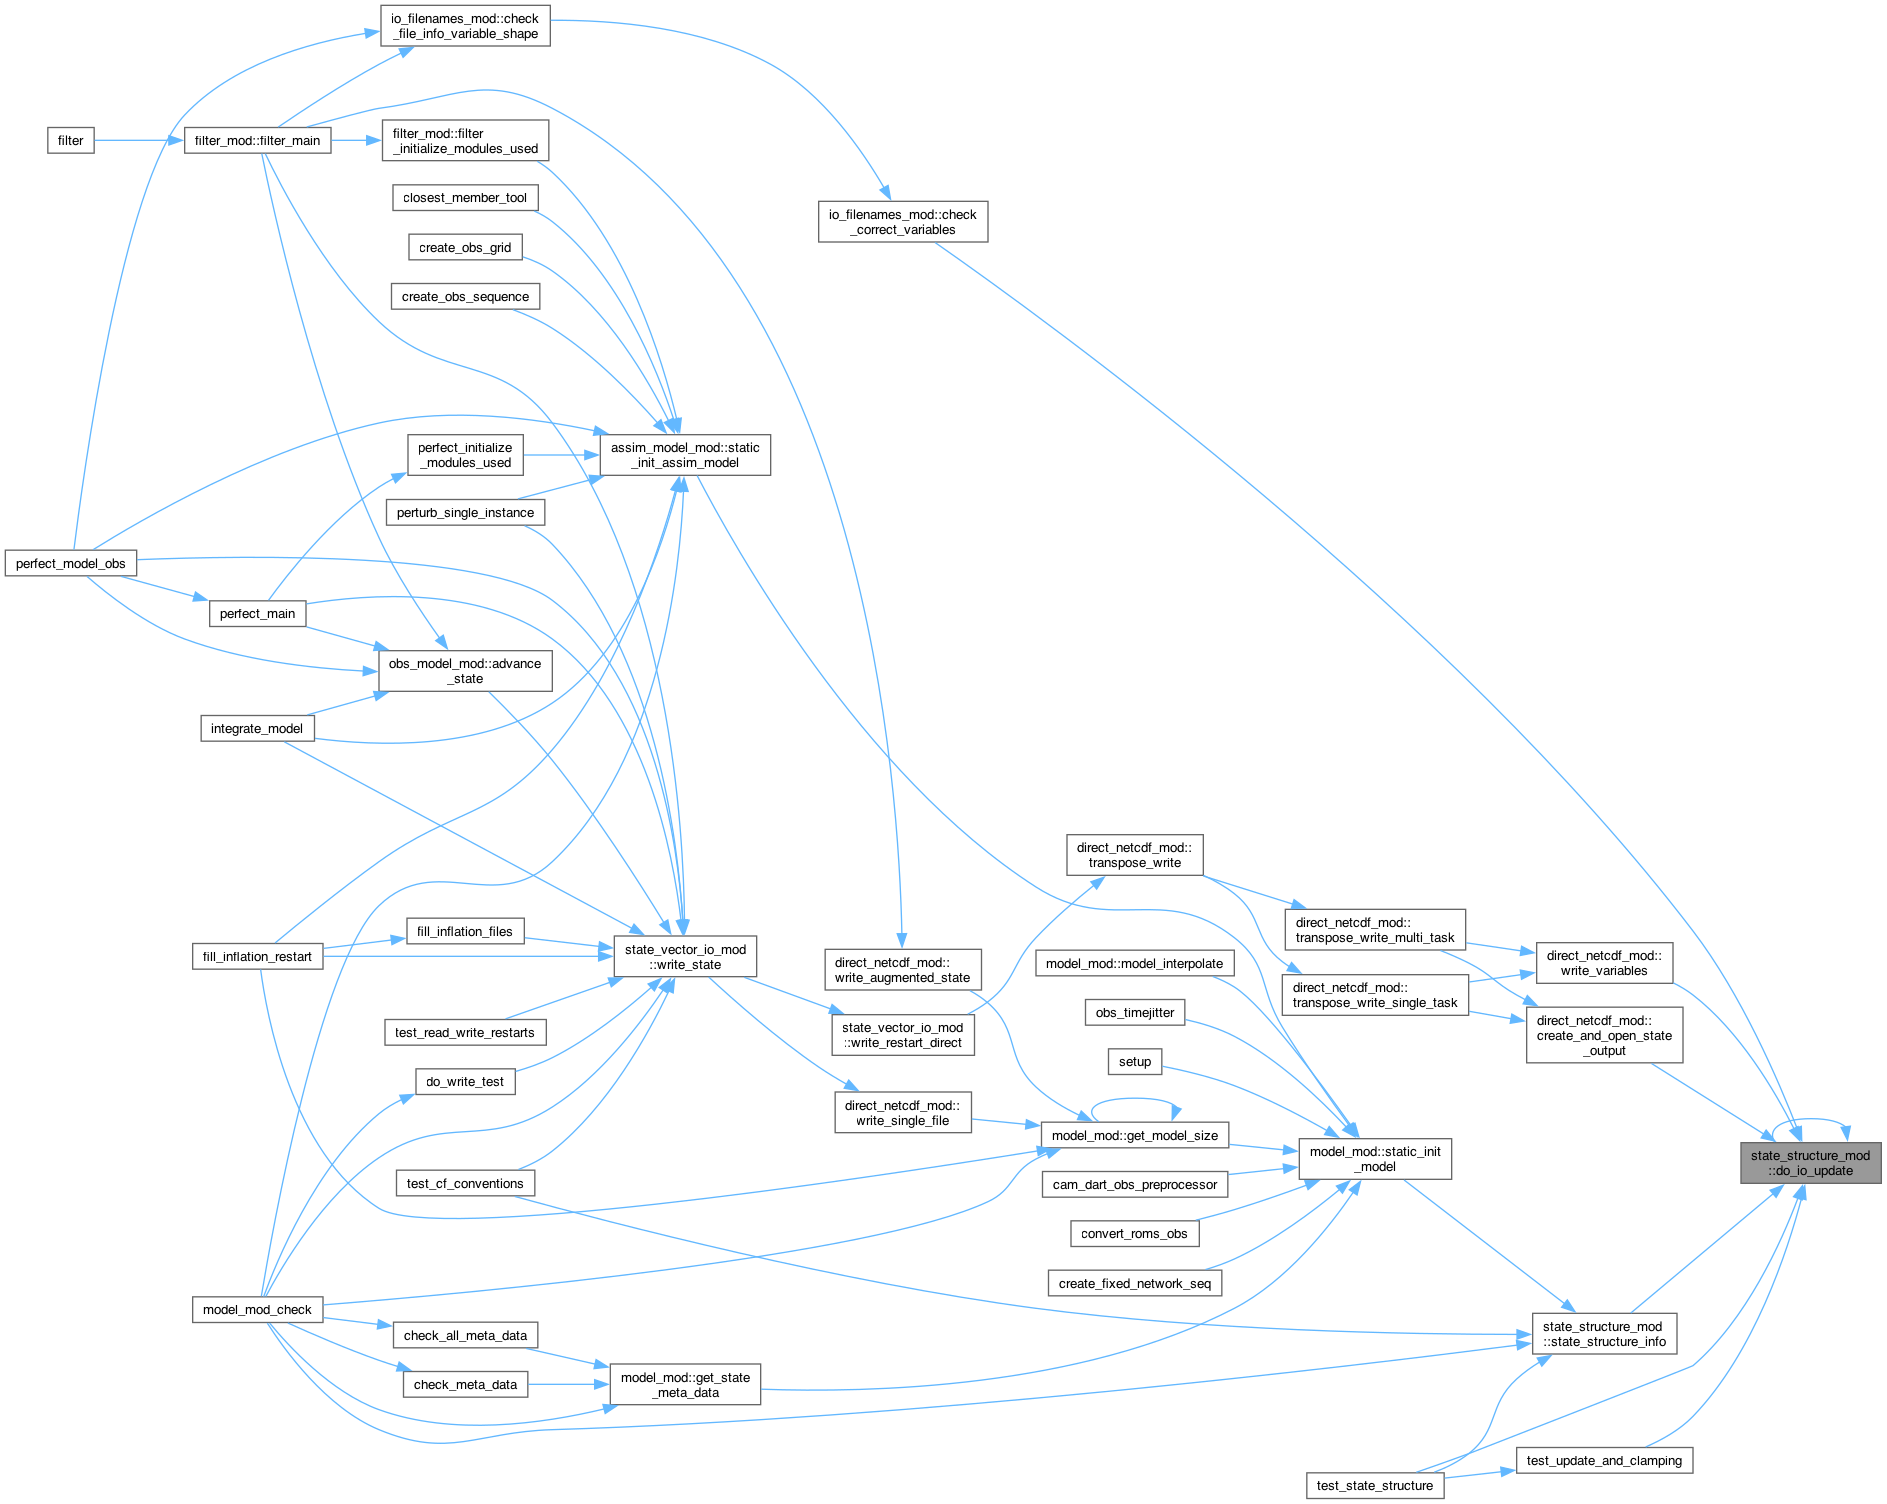 io_filenames_mod::check
_file_info_variable_shape
filter
filter_mod::filter_main
filter_mod::filter
_initialize_modules_used
closest_member_tool
create_obs_grid
create_obs_sequence
io_filenames_mod::check
_correct_variables
assim_model_mod::static
_init_assim_model
perfect_initialize
_modules_used
perturb_single_instance
perfect_model_obs
perfect_main
obs_model_mod::advance
_state
integrate_model
fill_inflation_files
fill_inflation_restart
state_vector_io_mod
::write_state
test_read_write_restarts
do_write_test
test_cf_conventions
model_mod_check
check_all_meta_data
check_meta_data
model_mod::get_state
_meta_data
direct_netcdf_mod::
write_augmented_state
state_vector_io_mod
::write_restart_direct
direct_netcdf_mod::
write_single_file
direct_netcdf_mod::
transpose_write
model_mod::model_interpolate
obs_timejitter
setup
model_mod::get_model_size
cam_dart_obs_preprocessor
convert_roms_obs
create_fixed_network_seq
direct_netcdf_mod::
transpose_write_multi_task
direct_netcdf_mod::
transpose_write_single_task
model_mod::static_init
_model
direct_netcdf_mod::
write_variables
direct_netcdf_mod::
create_and_open_state
_output
state_structure_mod
::do_io_update
state_structure_mod
::state_structure_info
test_update_and_clamping
test_state_structure